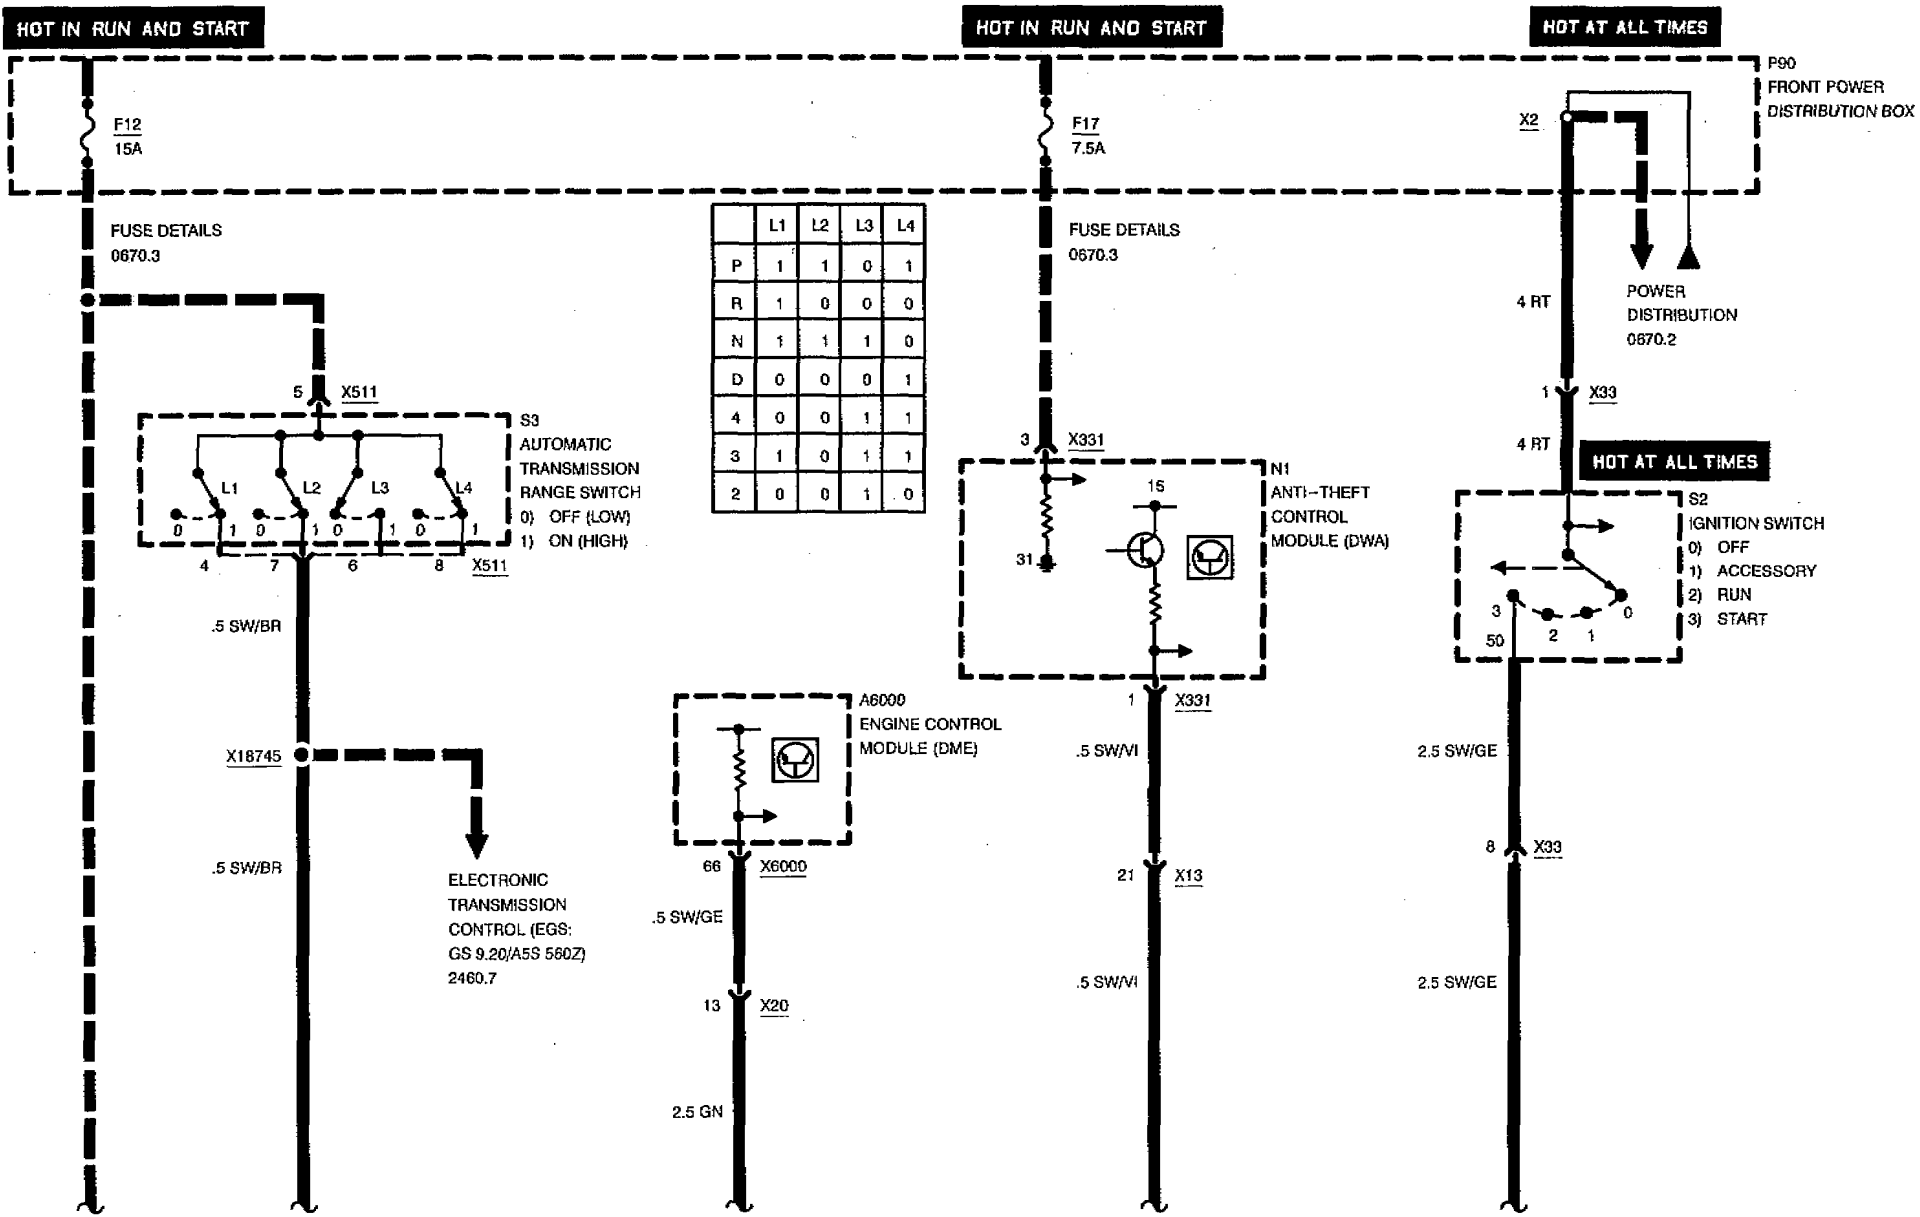 HOT IN RUN AND START
HOT IN RUN AND START
HOT AT ALL TIMES
P90
FRONT POWER
DISTRIBUTION BOX
F12
15A
F17
7.5A
X2
FUSE DETAILS
0670.3
FUSE DETAILS
0670.3
L1 L2 L3 L4
P 1 1 0 1
R 1 0 0 0
N 1 1 1 0
D 0 0 0 1
4 0 0 1 1
3 1 0 1 1
2 0 0 1 0
4 RT
POWER
DISTRIBUTION
0670.2
5 X511
1 X33
4 RT
HOT AT ALL TIMES
S3
AUTOMATIC
TRANSMISSION
RANGE SWITCH
0) OFF (LOW)
1) ON (HIGH)
L1 L2 L3 L4
0 1 0 1 0 1 0 1
4 7 6 8 X511
3 X331
N1
ANTI-THEFT
CONTROL
MODULE (DWA)
15
31
S2
IGNITION SWITCH
0) OFF
1) ACCESSORY
2) RUN
3) START
3 2 1 0
50
.5 SW/BR
X18745
.5 SW/BR
ELECTRONIC
TRANSMISSION
CONTROL (EGS:
GS 9.20/A5S 560Z)
2460.7
A6000
ENGINE CONTROL
MODULE (DME)
66 X6000
.5 SW/GE
13 X20
2.5 GN
1 X331
.5 SW/VI
21 X13
.5 SW/VI
2.5 SW/GE
8 X33
2.5 SW/GE